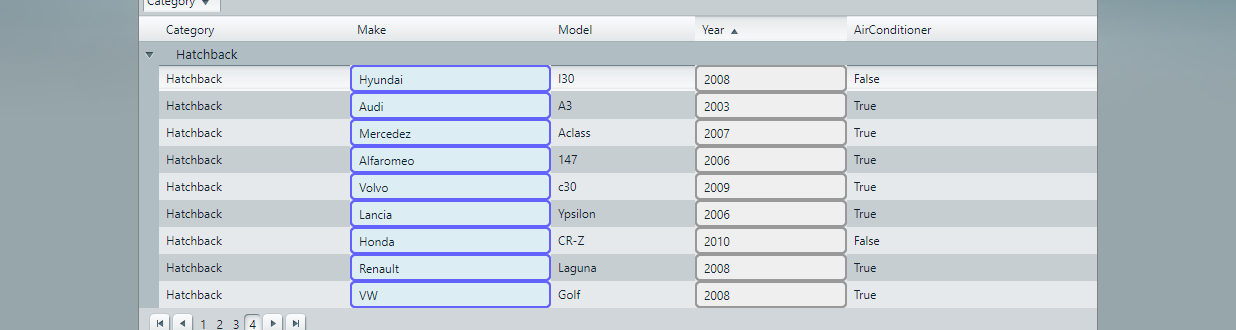 Category ▼
Category Make Model Year ▲ AirConditioner
Hatchback
Hatchback Hyundai I30 2008 False
Hatchback Audi A3 2003 True
Hatchback Mercedez Aclass 2007 True
Hatchback Alfaromeo 147 2006 True
Hatchback Volvo c30 2009 True
Hatchback Lancia Ypsilon 2006 True
Hatchback Honda CR-Z 2010 False
Hatchback Renault Laguna 2008 True
Hatchback VW Golf 2008 True
1 2 3 4